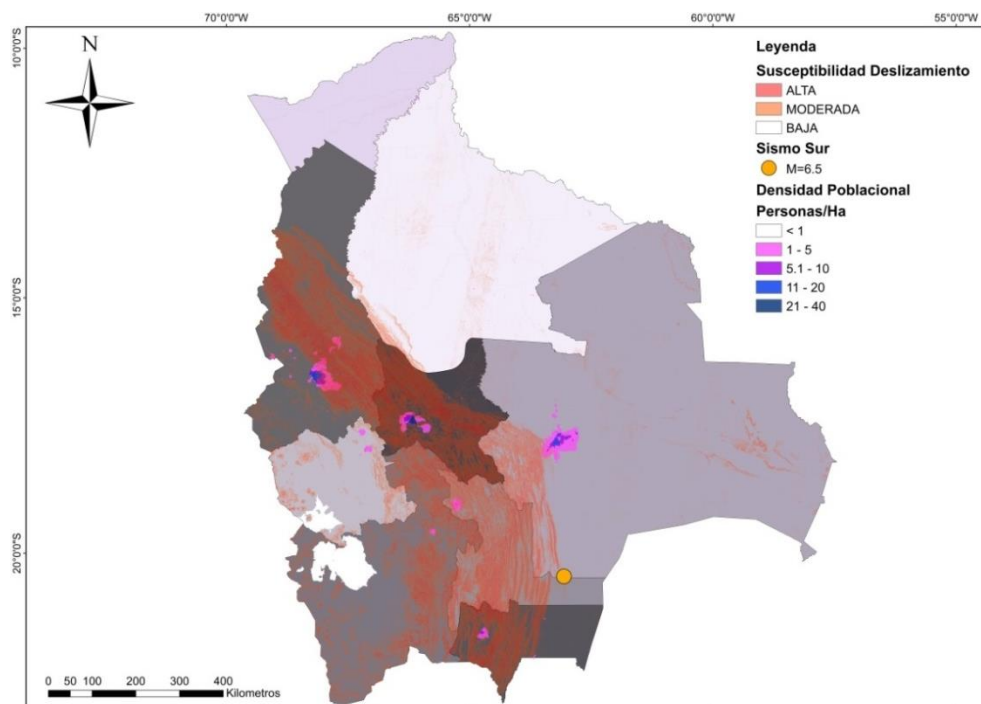 70°0'0"W 65°0'0"W 60°0'0"W 55°0'0"W
10°0'0"S
15°0'0"S
20°0'0"S
N
Leyenda
Susceptibilidad Deslizamiento
ALTA
MODERADA
BAJA
Sismo Sur
M=6.5
Densidad Poblacional
Personas/Ha
< 1
1 - 5
5.1 - 10
11 - 20
21 - 40
0 50 100 200 300 400
Kilometros